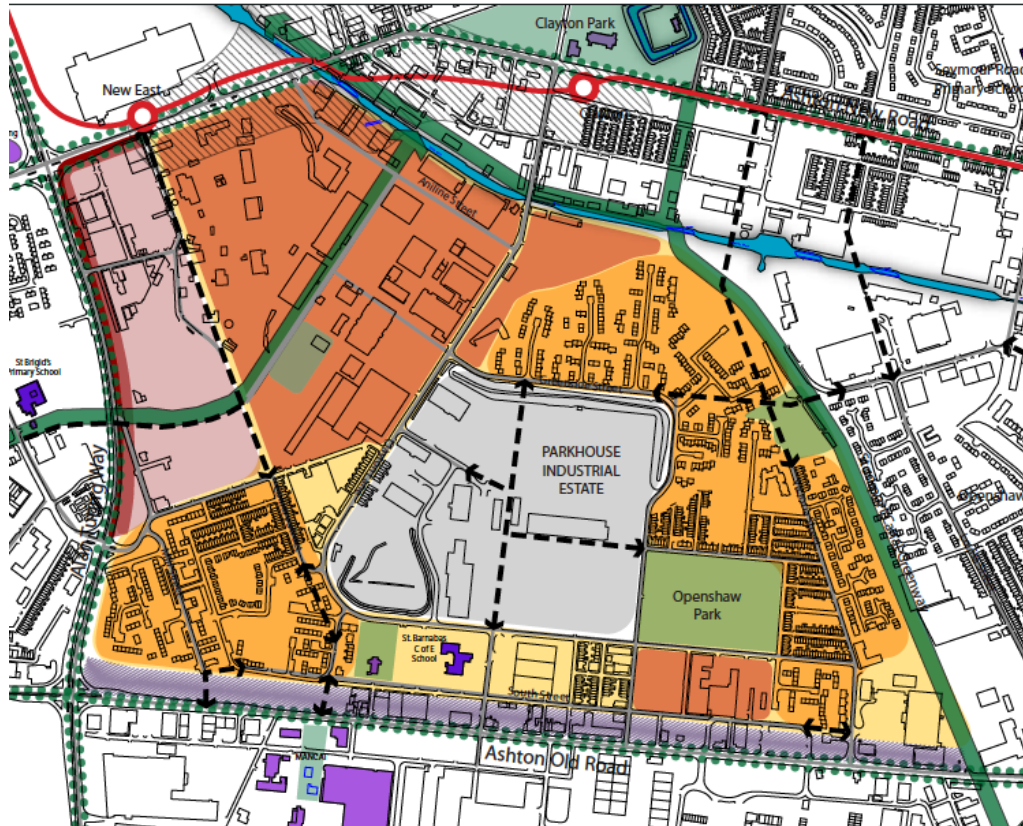 Clayton Park
New East
Seymour Road
Primary School
Aniline Street
St Brigid's
Primary School
PARKHOUSE
INDUSTRIAL
ESTATE
Openshaw
Openshaw
Park
St. Barnabas
C of E
School
South Street
Ashton Old Road
MANCAT